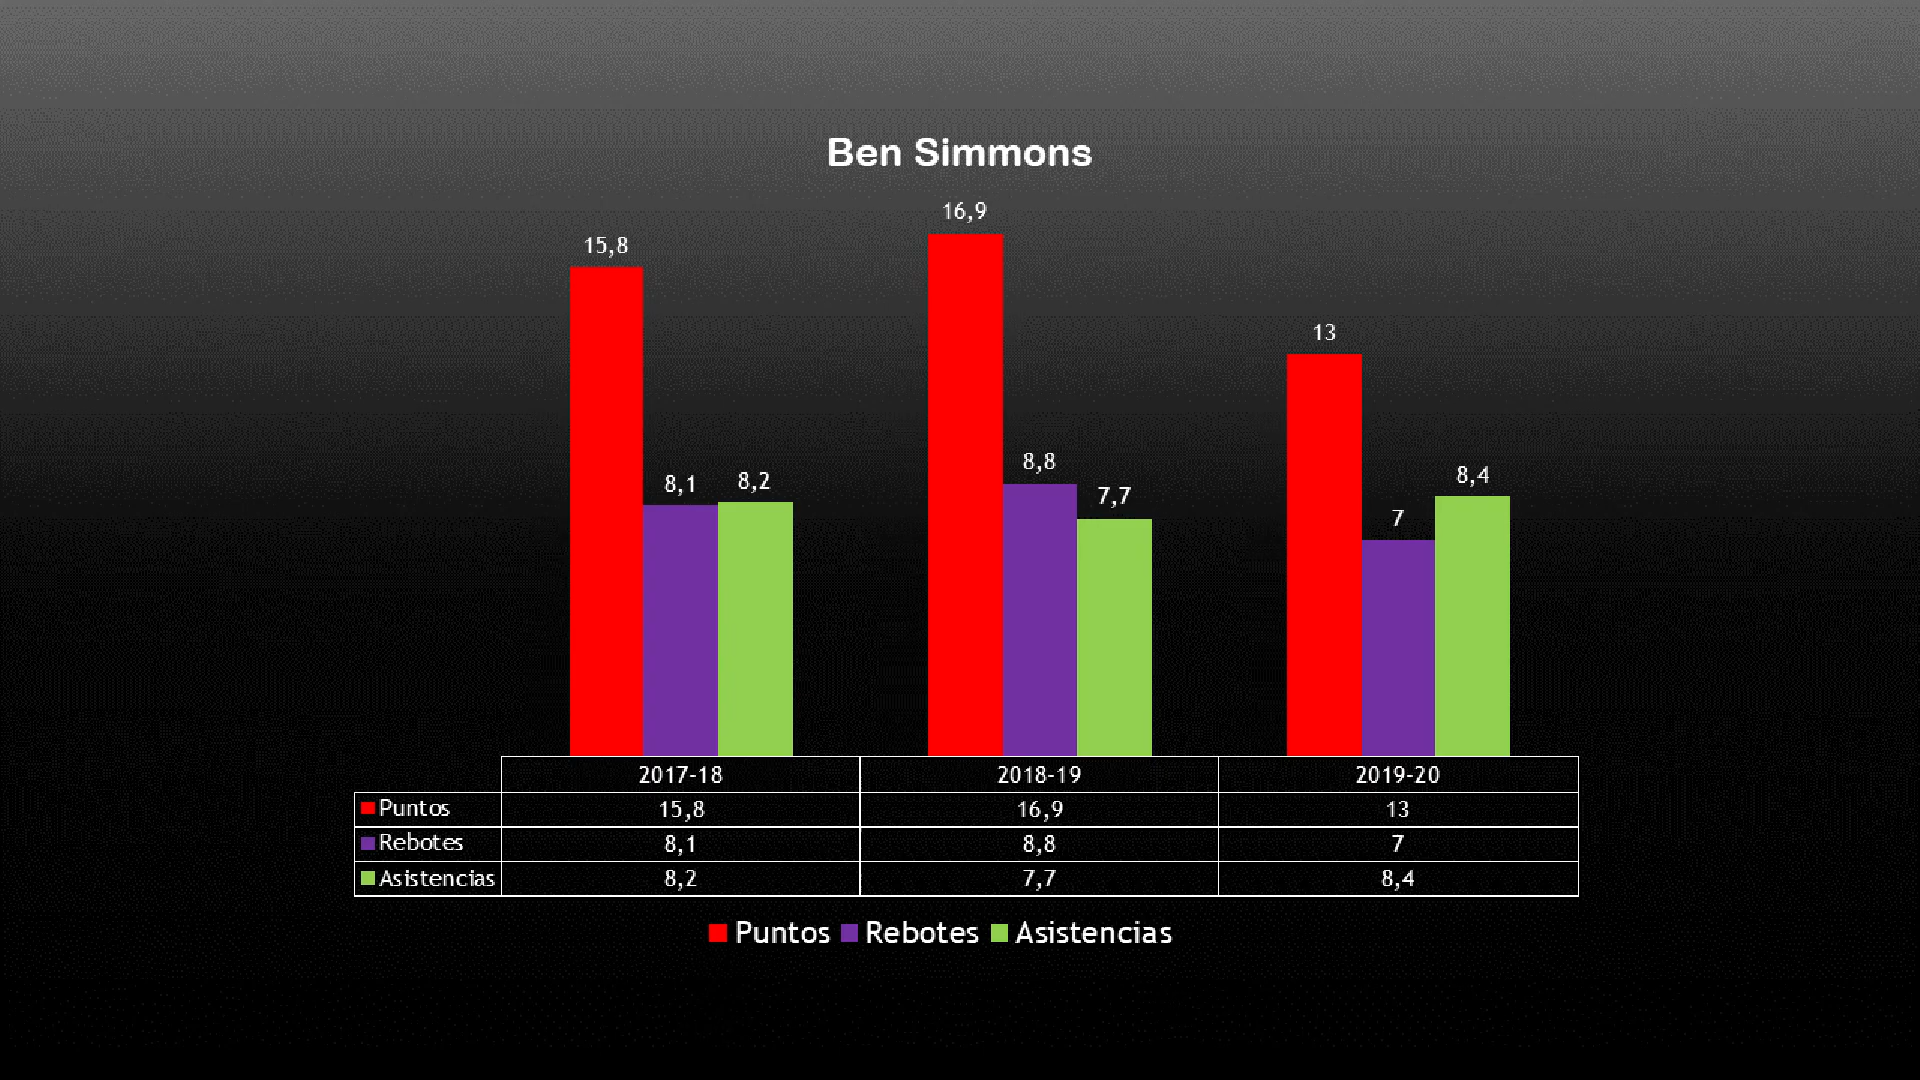 Ben Simmons
15,8
8,1
8,2
16,9
8,8
7,7
13
7
8,4
2017-18 2018-19 2019-20
Puntos 15,8 16,9 13
Rebotes 8,1 8,8 7
Asistencias 8,2 7,7 8,4
Puntos Rebotes Asistencias